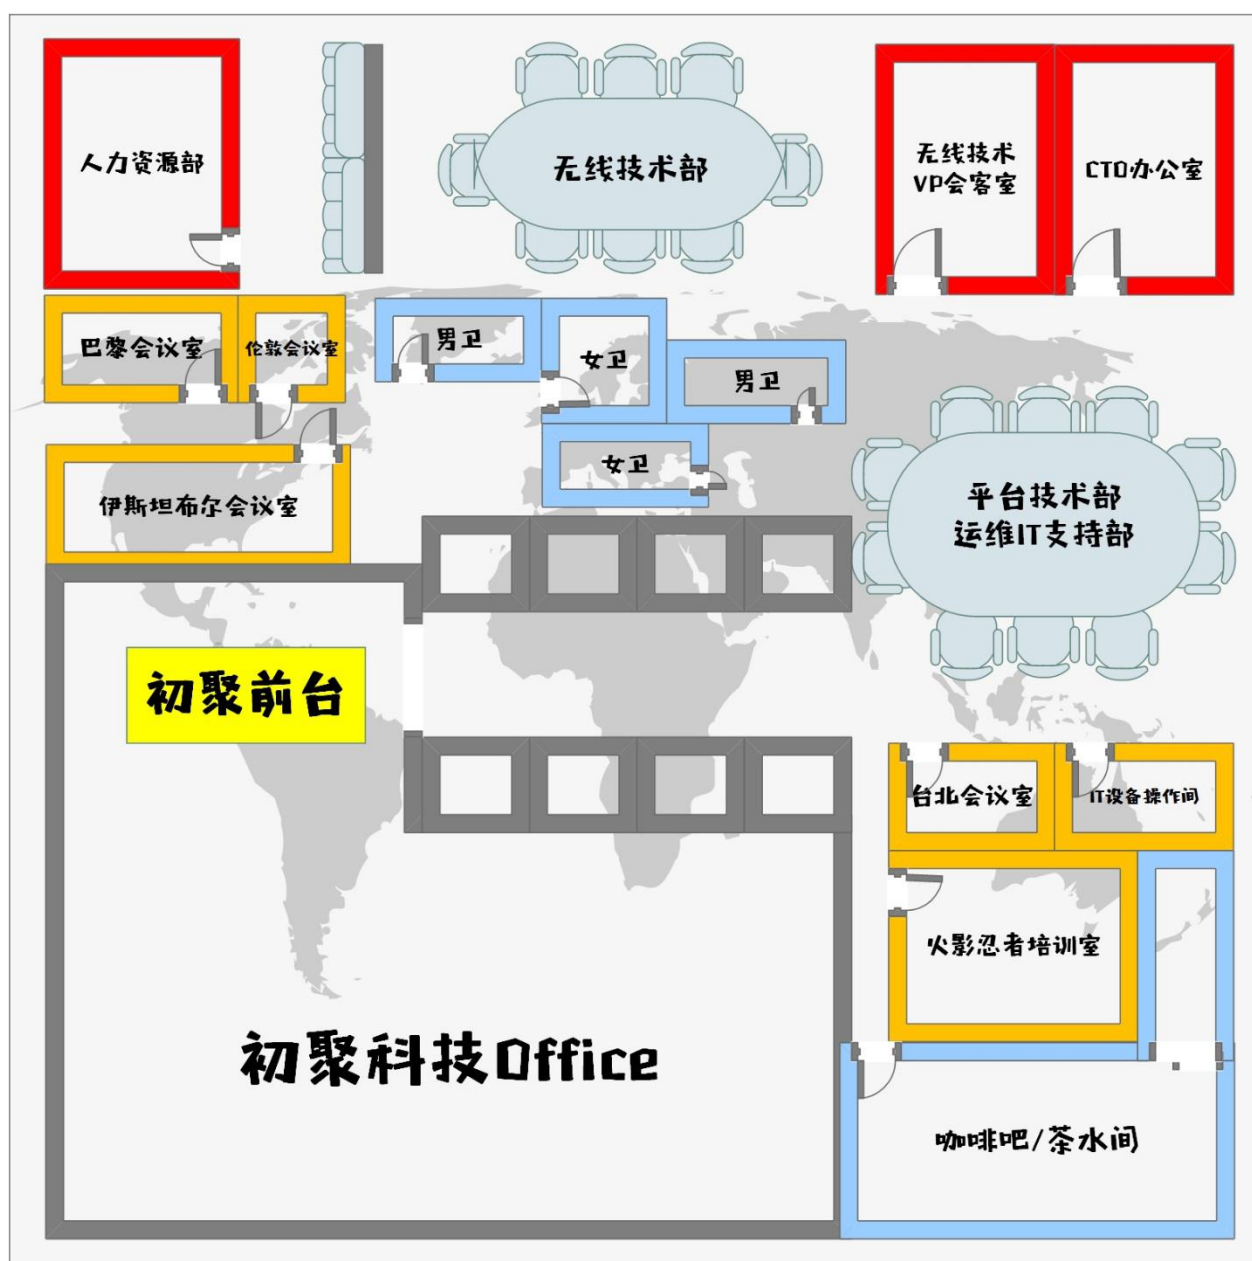 人力资源部
无线技术部
无线技术
VP会客室
CTO办公室
巴黎会议室
伦敦会议室
男卫
女卫
男卫
女卫
伊斯坦布尔会议室
平台技术部
运维IT支持部
初聚前台
台北会议室
IT设备操作间
火影忍者培训室
初聚科技Office
咖啡吧/茶水间